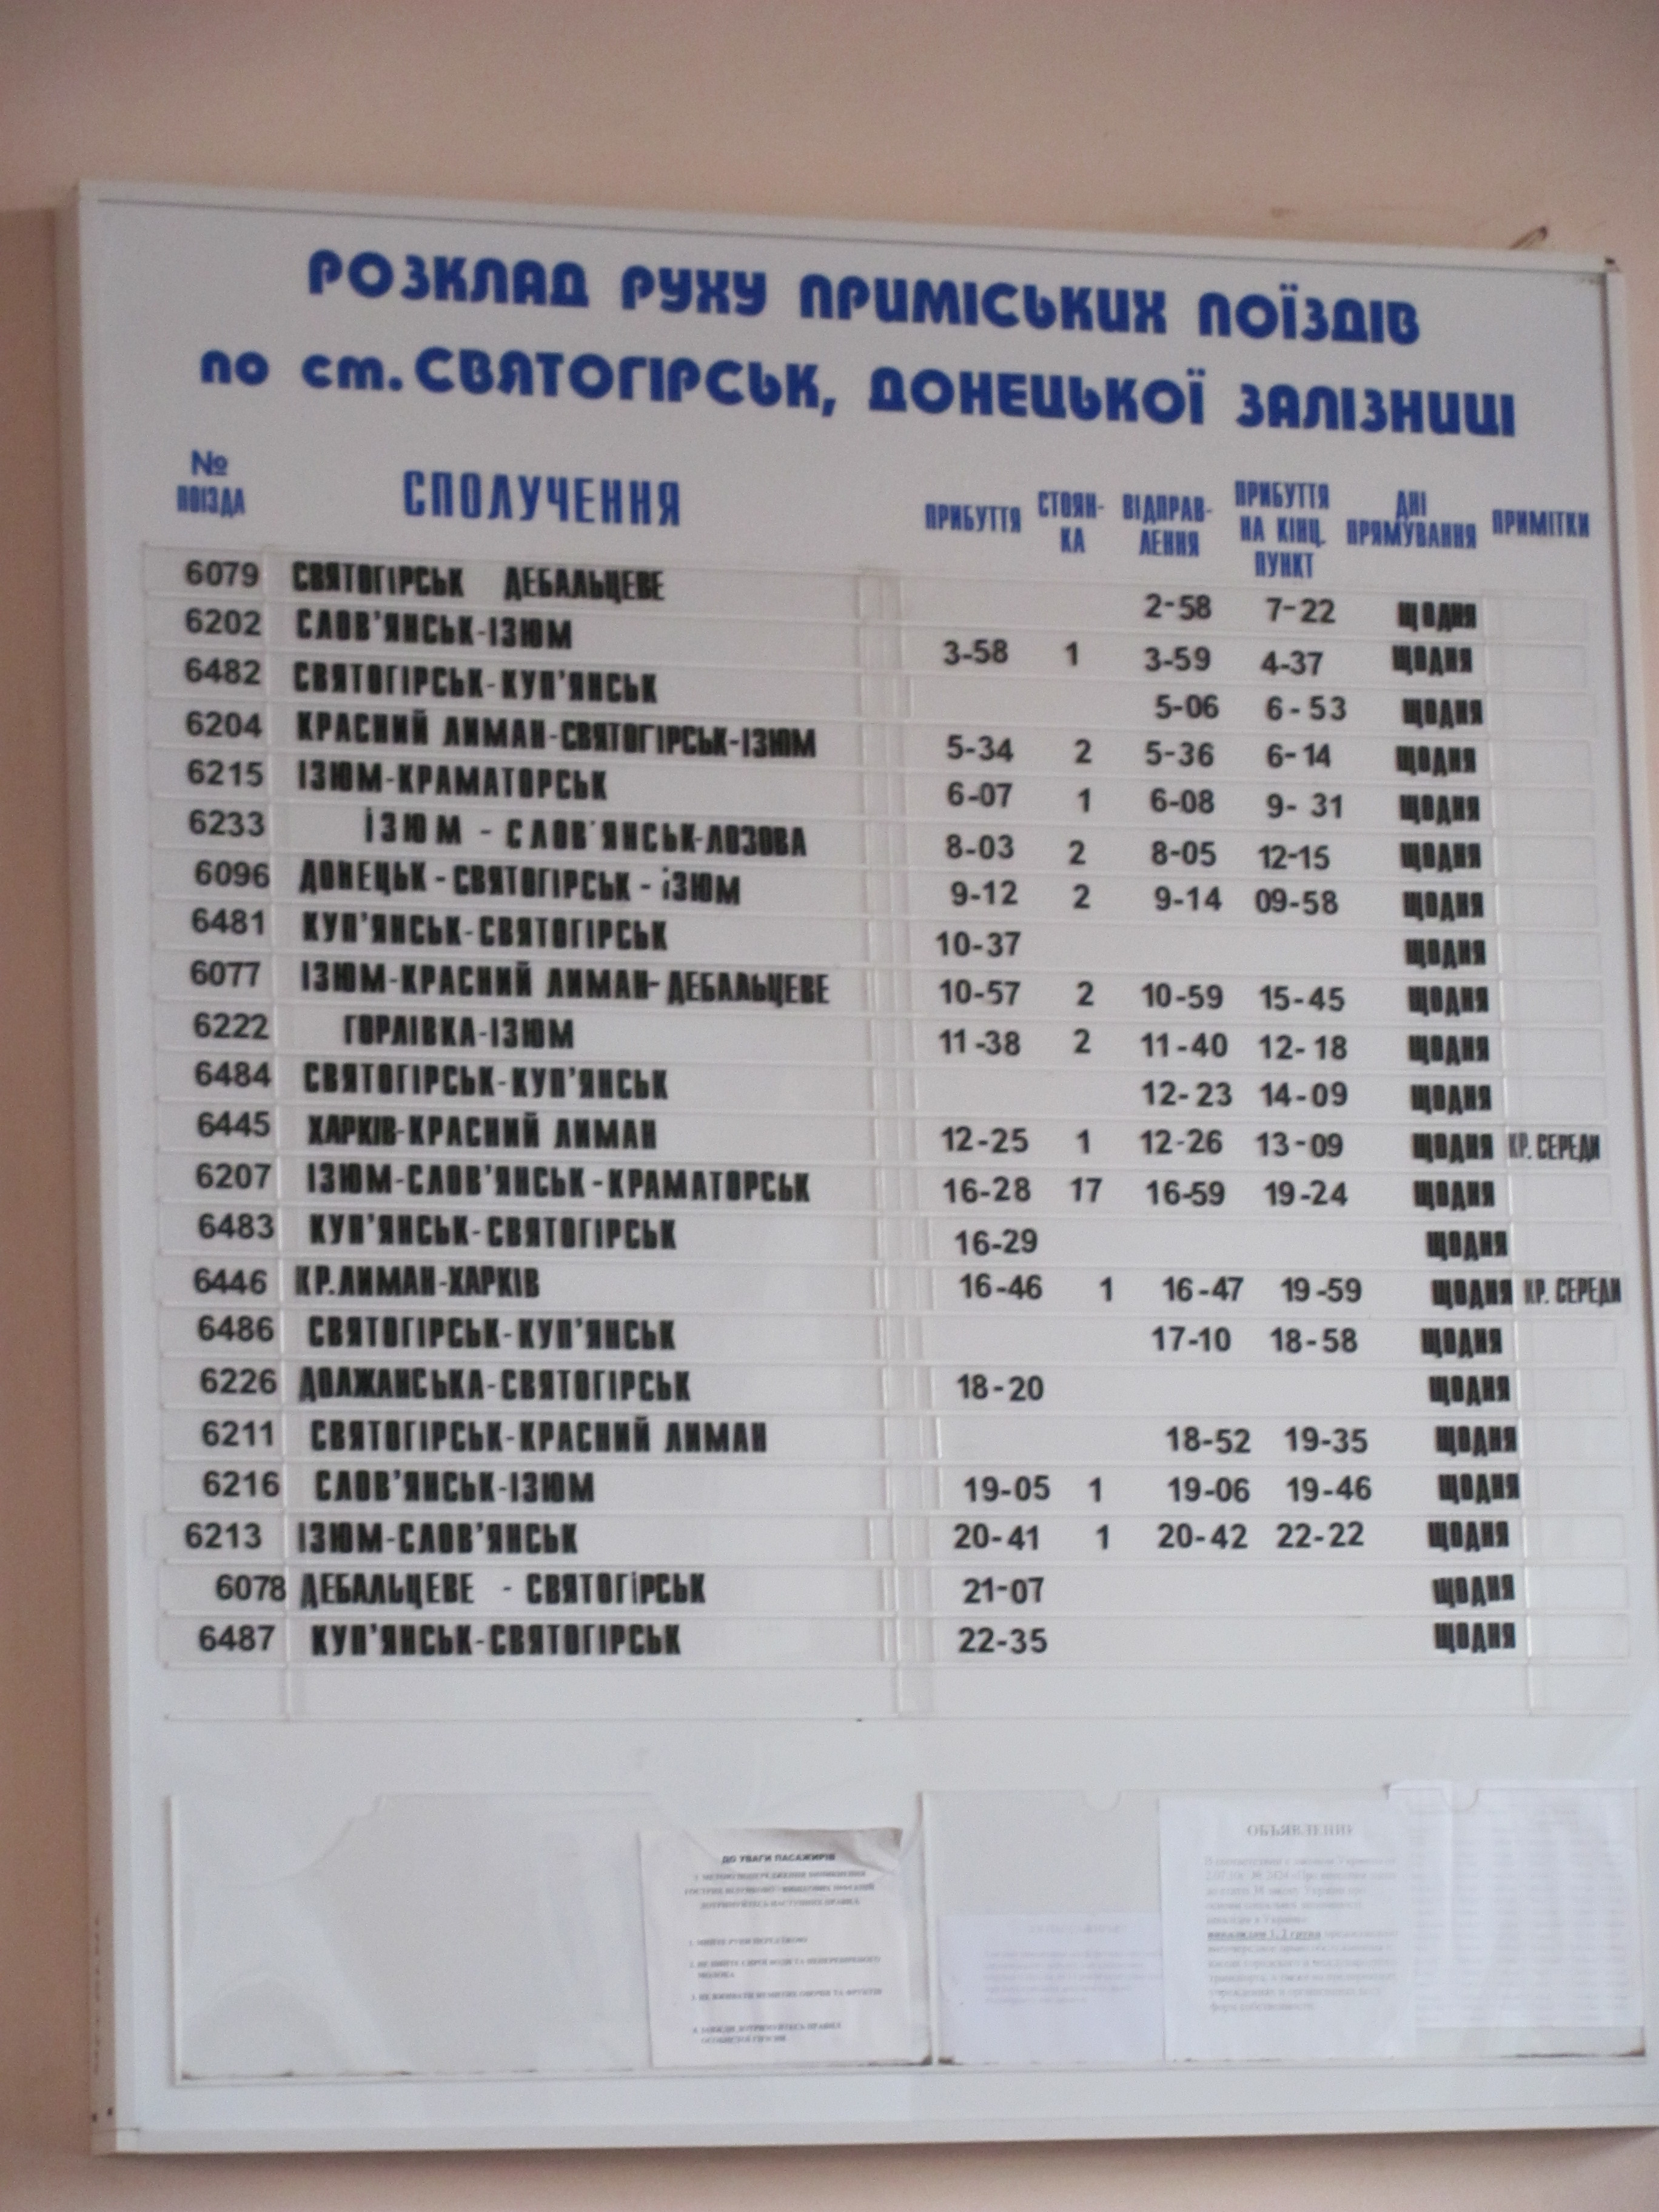 РОЗКЛАД РУХУ ПРИМІСЬКИХ ПОЇЗДІВ
по ст. СВЯТОГІРСЬК, ДОНЕЦЬКОЇ ЗАЛІЗНИЦІ
№ ПОІЗДА СПОЛУЧЕННЯ ПРИБУТТЯ СТОЯН-КА ВІДПРАВ-ЛЕННЯ ПРИБУТТЯ НА КІНЦ. ПУНКТ ДНІ ПРЯМУВАННЯ ПРИМІТКИ
6079 СВЯТОГІРСЬК ДЕБАЛЬЦЕВЕ 2-58 7-22 ЩОДНЯ
6202 СЛОВ'ЯНСЬК-ІЗЮМ 3-58 1 3-59 4-37 ЩОДНЯ
6482 СВЯТОГІРСЬК-КУП'ЯНСЬК 5-06 6-53 ЩОДНЯ
6204 КРАСНИЙ ЛИМАН-СВЯТОГІРСЬК-ІЗЮМ 5-34 2 5-36 6-14 ЩОДНЯ
6215 ІЗЮМ-КРАМАТОРСЬК 6-07 1 6-08 9-31 ЩОДНЯ
6233 ІЗЮМ - СЛОВ'ЯНСЬК-ЛОЗОВА 8-03 2 8-05 12-15 ЩОДНЯ
6096 ДОНЕЦЬК - СВЯТОГІРСЬК - ІЗЮМ 9-12 2 9-14 09-58 ЩОДНЯ
6481 КУП'ЯНСЬК-СВЯТОГІРСЬК 10-37 ЩОДНЯ
6077 ІЗЮМ-КРАСНИЙ ЛИМАН-ДЕБАЛЬЦЕВЕ 10-57 2 10-59 15-45 ЩОДНЯ
6222 ГОРЛІВКА-ІЗЮМ 11-38 2 11-40 12-18 ЩОДНЯ
6484 СВЯТОГІРСЬК-КУП'ЯНСЬК 12-23 14-09 ЩОДНЯ
6445 ХАРКІВ-КРАСНИЙ ЛИМАН 12-25 1 12-26 13-09 ЩОДНЯ КР. СЕРЕДИ
6207 ІЗЮМ-СЛОВ'ЯНСЬК-КРАМАТОРСЬК 16-28 17 16-59 19-24 ЩОДНЯ
6483 КУП'ЯНСЬК-СВЯТОГІРСЬК 16-29 ЩОДНЯ
6446 КР.ЛИМАН-ХАРКІВ 16-46 1 16-47 19-59 ЩОДНЯ КР. СЕРЕДИ
6486 СВЯТОГІРСЬК-КУП'ЯНСЬК 17-10 18-58 ЩОДНЯ
6226 ДОЛЖАНСЬКА-СВЯТОГІРСЬК 18-20 ЩОДНЯ
6211 СВЯТОГІРСЬК-КРАСНИЙ ЛИМАН 18-52 19-35 ЩОДНЯ
6216 СЛОВ'ЯНСЬК-ІЗЮМ 19-05 1 19-06 19-46 ЩОДНЯ
6213 ІЗЮМ-СЛОВ'ЯНСЬК 20-41 1 20-42 22-22 ЩОДНЯ
6078 ДЕБАЛЬЦЕВЕ - СВЯТОГІРСЬК 21-07 ЩОДНЯ
6487 КУП'ЯНСЬК-СВЯТОГІРСЬК 22-35 ЩОДНЯ
ДО УВАГИ ПАСАЖИРІВ
ОБЪЯВЛЕНИЕ